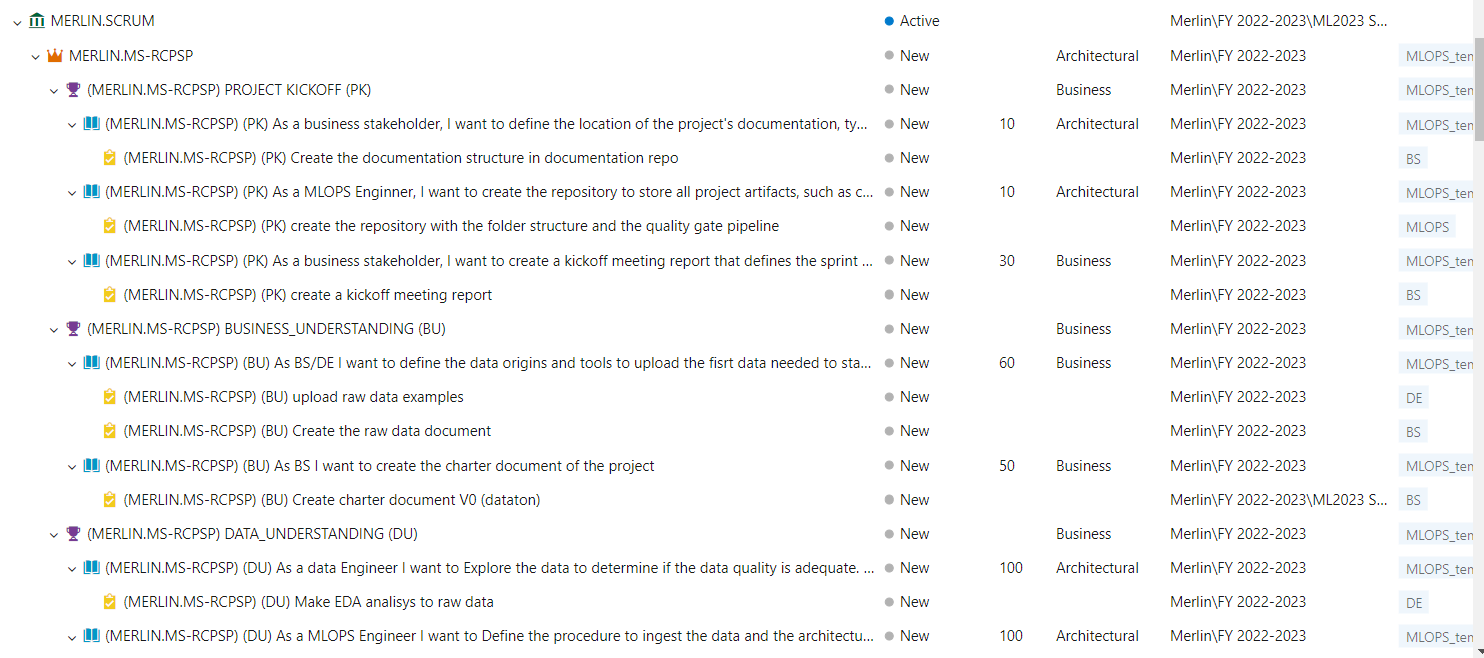 MERLIN.SCRUM Active Merlin\FY 2022-2023\ML2023 S...
MERLIN.MS-RCPSP New Architectural Merlin\FY 2022-2023 MLOPS_ten
(MERLIN.MS-RCPSP) PROJECT KICKOFF (PK) New Business Merlin\FY 2022-2023 MLOPS_ten
(MERLIN.MS-RCPSP) (PK) As a business stakeholder, I want to define the location of the project's documentation, ty... New 10 Architectural Merlin\FY 2022-2023 MLOPS_ten
(MERLIN.MS-RCPSP) (PK) Create the documentation structure in documentation repo New Merlin\FY 2022-2023 BS
(MERLIN.MS-RCPSP) (PK) As a MLOPS Enginner, I want to create the repository to store all project artifacts, such as c... New 10 Architectural Merlin\FY 2022-2023 MLOPS_ten
(MERLIN.MS-RCPSP) (PK) create the repository with the folder structure and the quality gate pipeline New Merlin\FY 2022-2023 MLOPS
(MERLIN.MS-RCPSP) (PK) As a business stakeholder, I want to create a kickoff meeting report that defines the sprint ... New 30 Business Merlin\FY 2022-2023 MLOPS_ten
(MERLIN.MS-RCPSP) (PK) create a kickoff meeting report New Merlin\FY 2022-2023 BS
(MERLIN.MS-RCPSP) BUSINESS_UNDERSTANDING (BU) New Business Merlin\FY 2022-2023 MLOPS_ten
(MERLIN.MS-RCPSP) (BU) As BS/DE I want to define the data origins and tools to upload the fisrt data needed to sta... New 60 Business Merlin\FY 2022-2023 MLOPS_ten
(MERLIN.MS-RCPSP) (BU) upload raw data examples New Merlin\FY 2022-2023 DE
(MERLIN.MS-RCPSP) (BU) Create the raw data document New Merlin\FY 2022-2023 BS
(MERLIN.MS-RCPSP) (BU) As BS I want to create the charter document of the project New 50 Business Merlin\FY 2022-2023 MLOPS_ten
(MERLIN.MS-RCPSP) (BU) Create charter document V0 (dataton) New Merlin\FY 2022-2023\ML2023 S... BS
(MERLIN.MS-RCPSP) DATA_UNDERSTANDING (DU) New Business Merlin\FY 2022-2023 MLOPS_ten
(MERLIN.MS-RCPSP) (DU) As a data Engineer I want to Explore the data to determine if the data quality is adequate. ... New 100 Architectural Merlin\FY 2022-2023 MLOPS_ten
(MERLIN.MS-RCPSP) (DU) Make EDA analisys to raw data New Merlin\FY 2022-2023 DE
(MERLIN.MS-RCPSP) (DU) As a MLOPS Engineer I want to Define the procedure to ingest the data and the architectu... New 100 Architectural Merlin\FY 2022-2023 MLOPS_ten